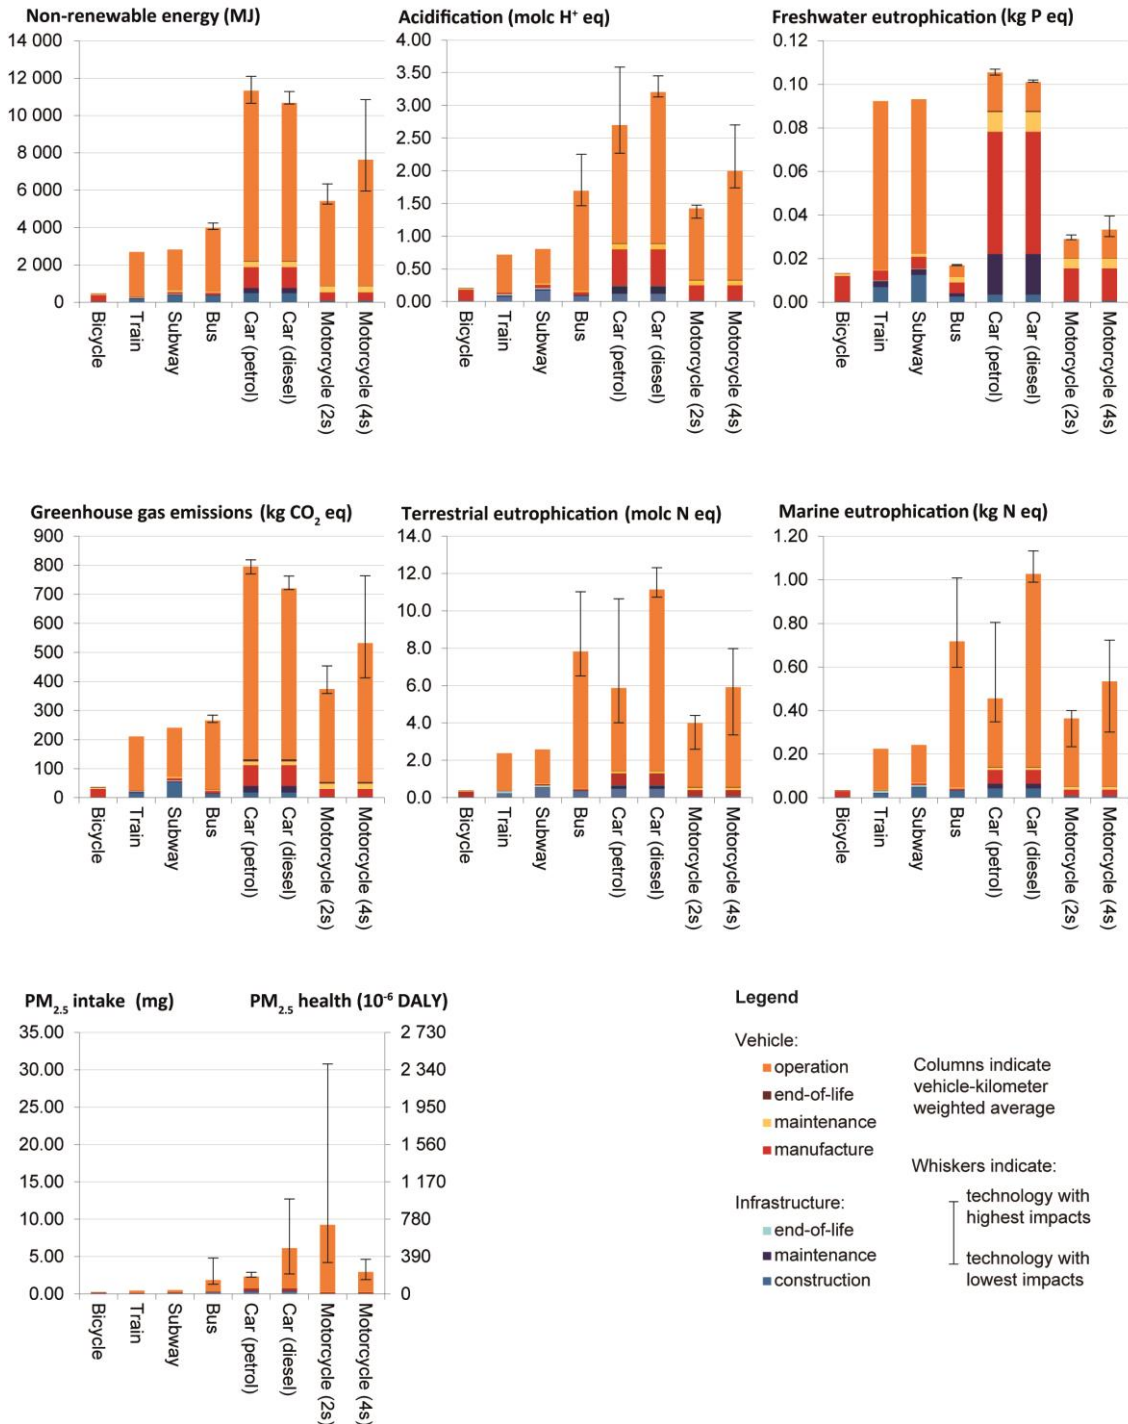 Non-renewable energy (MJ)
14 000
12 000
10 000
8 000
6 000
4 000
2 000
0
Bicycle
Train
Subway
Bus
Car (petrol)
Car (diesel)
Motorcycle (2s)
Motorcycle (4s)
Acidification (molc H⁺ eq)
4.00
3.50
3.00
2.50
2.00
1.50
1.00
0.50
0.00
Bicycle
Train
Subway
Bus
Car (petrol)
Car (diesel)
Motorcycle (2s)
Motorcycle (4s)
Freshwater eutrophication (kg P eq)
0.12
0.10
0.08
0.06
0.04
0.02
0.00
Bicycle
Train
Subway
Bus
Car (petrol)
Car (diesel)
Motorcycle (2s)
Motorcycle (4s)
Greenhouse gas emissions (kg CO₂ eq)
900
800
700
600
500
400
300
200
100
0
Bicycle
Train
Subway
Bus
Car (petrol)
Car (diesel)
Motorcycle (2s)
Motorcycle (4s)
Terrestrial eutrophication (molc N eq)
14.0
12.0
10.0
8.0
6.0
4.0
2.0
0.0
Bicycle
Train
Subway
Bus
Car (petrol)
Car (diesel)
Motorcycle (2s)
Motorcycle (4s)
Marine eutrophication (kg N eq)
1.20
1.00
0.80
0.60
0.40
0.20
0.00
Bicycle
Train
Subway
Bus
Car (petrol)
Car (diesel)
Motorcycle (2s)
Motorcycle (4s)
PM₂.₅ intake (mg)
PM₂.₅ health (10⁻⁶ DALY)
35.00
30.00
25.00
20.00
15.00
10.00
5.00
0.00
2 730
2 340
1 950
1 560
1 170
780
390
0
Bicycle
Train
Subway
Bus
Car (petrol)
Car (diesel)
Motorcycle (2s)
Motorcycle (4s)
Legend
Vehicle:
operation
end-of-life
maintenance
manufacture
Infrastructure:
end-of-life
maintenance
construction
Columns indicate
vehicle-kilometer
weighted average
Whiskers indicate:
technology with
highest impacts
technology with
lowest impacts